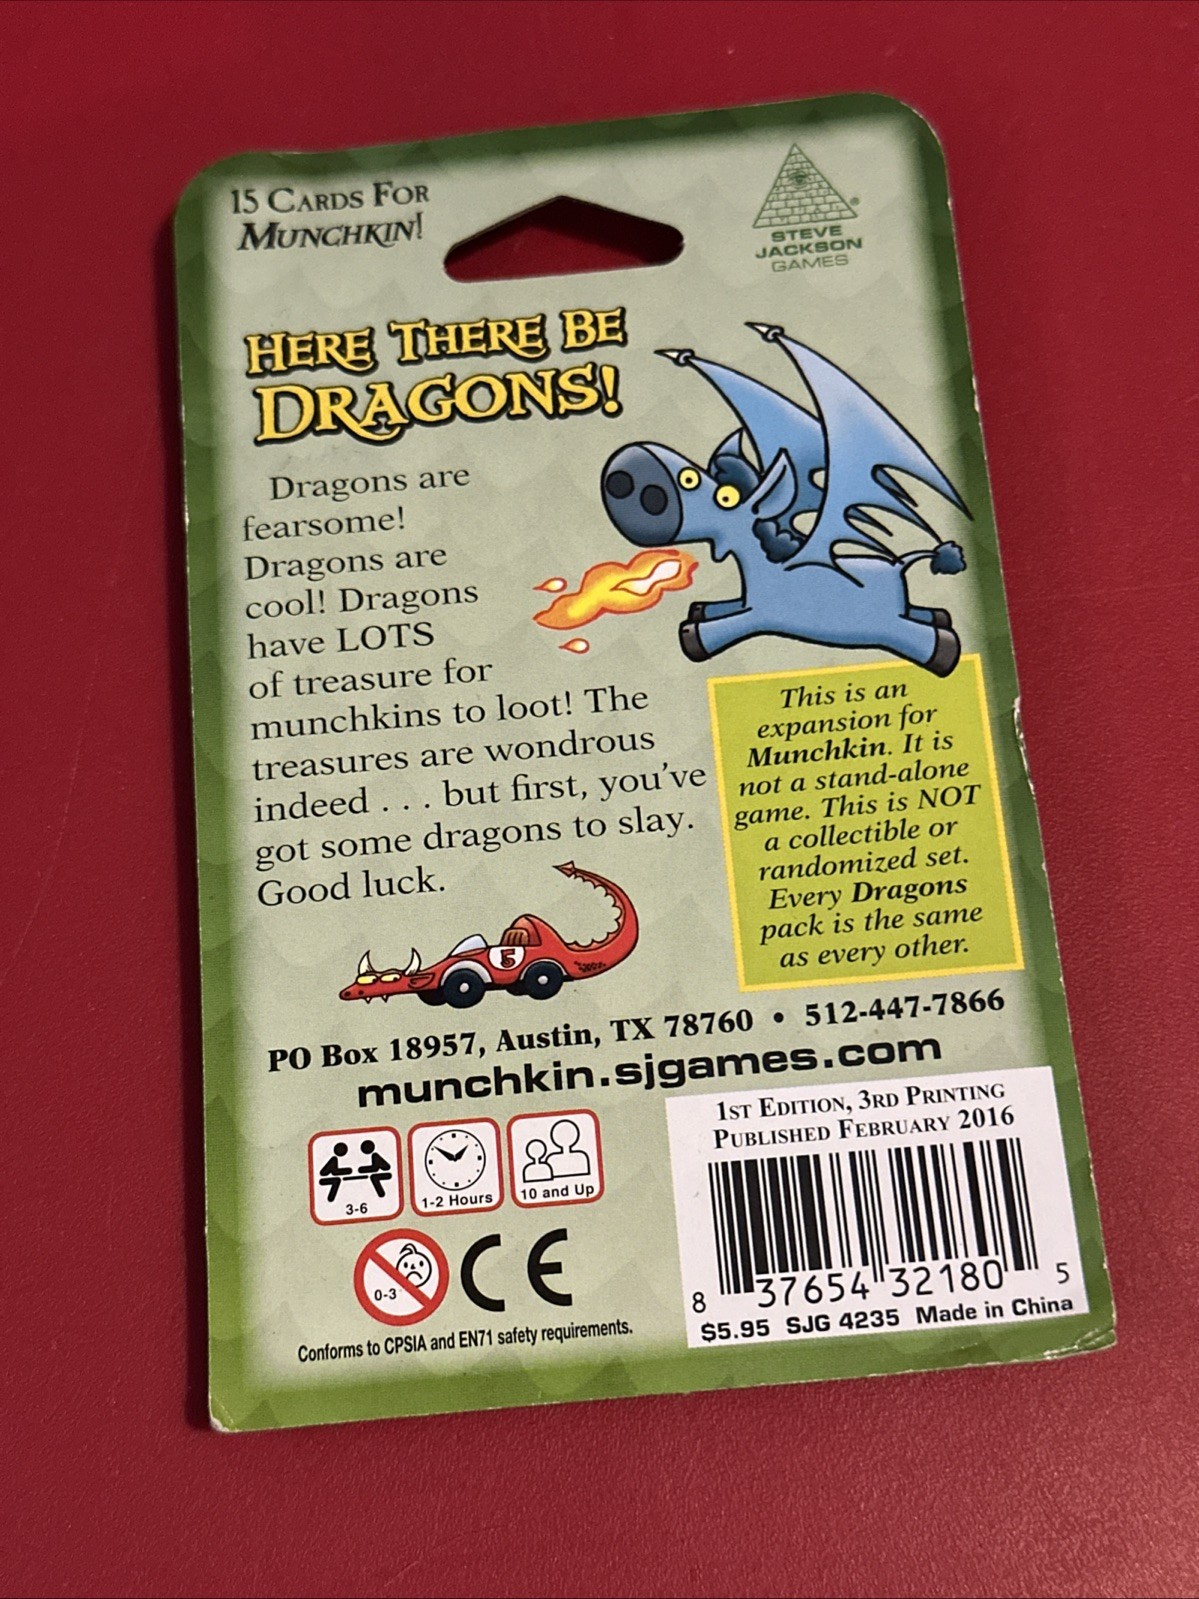 15 CARDS FOR
MUNCHKIN!
®
STEVE
JACKSON
GAMES
HERE THERE BE
DRAGONS!
Dragons are
fearsome!
Dragons are
cool! Dragons
have LOTS
of treasure for
munchkins to loot! The
treasures are wondrous
indeed . . . but first, you've
got some dragons to slay.
Good luck.
This is an
expansion for
Munchkin. It is
not a stand-alone
game. This is NOT
a collectible or
randomized set.
Every Dragons
pack is the same
as every other.
5
PO Box 18957, Austin, TX 78760 • 512-447-7866
munchkin.sjgames.com
3-6
1-2 Hours
10 and Up
0-3
CE
Conforms to CPSIA and EN71 safety requirements.
1ST EDITION, 3RD PRINTING
PUBLISHED FEBRUARY 2016
8 37654 32180 5
$5.95 SJG 4235 Made in China